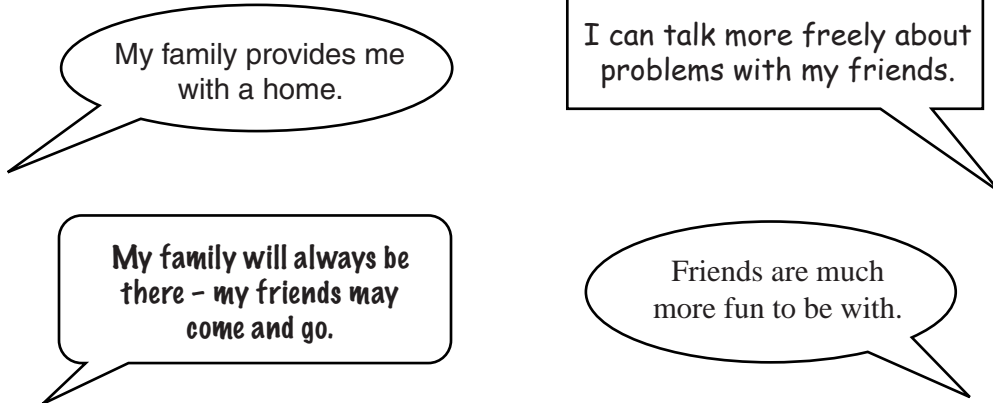 My family provides me
with a home.
I can talk more freely about
problems with my friends.
My family will always be
there – my friends may
come and go.
Friends are much
more fun to be with.